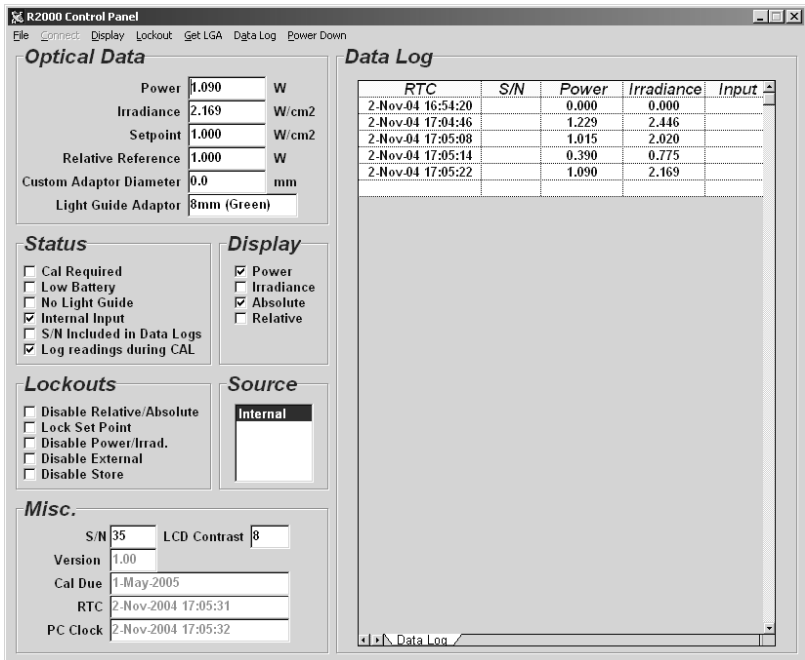 R2000 Control Panel
File Connect Display Lockout Get LGA Data Log Power Down
Optical Data
Power 1.090 W
Irradiance 2.169 W/cm2
Setpoint 1.000 W/cm2
Relative Reference 1.000 W
Custom Adaptor Diameter 0.0 mm
Light Guide Adaptor 8mm (Green)
Status
Cal Required
Low Battery
No Light Guide
Internal Input
S/N Included in Data Logs
Log readings during CAL
Display
Power
Irradiance
Absolute
Relative
Lockouts
Disable Relative/Absolute
Lock Set Point
Disable Power/Irrad.
Disable External
Disable Store
Source
Internal
Misc.
S/N 35 LCD Contrast 8
Version 1.00
Cal Due 1-May-2005
RTC 2-Nov-2004 17:05:31
PC Clock 2-Nov-2004 17:05:32
Data Log
RTC S/N Power Irradiance Input
2-Nov-04 16:54:20 0.000 0.000
2-Nov-04 17:04:46 1.229 2.446
2-Nov-04 17:05:08 1.015 2.020
2-Nov-04 17:05:14 0.390 0.775
2-Nov-04 17:05:22 1.090 2.169
Data Log